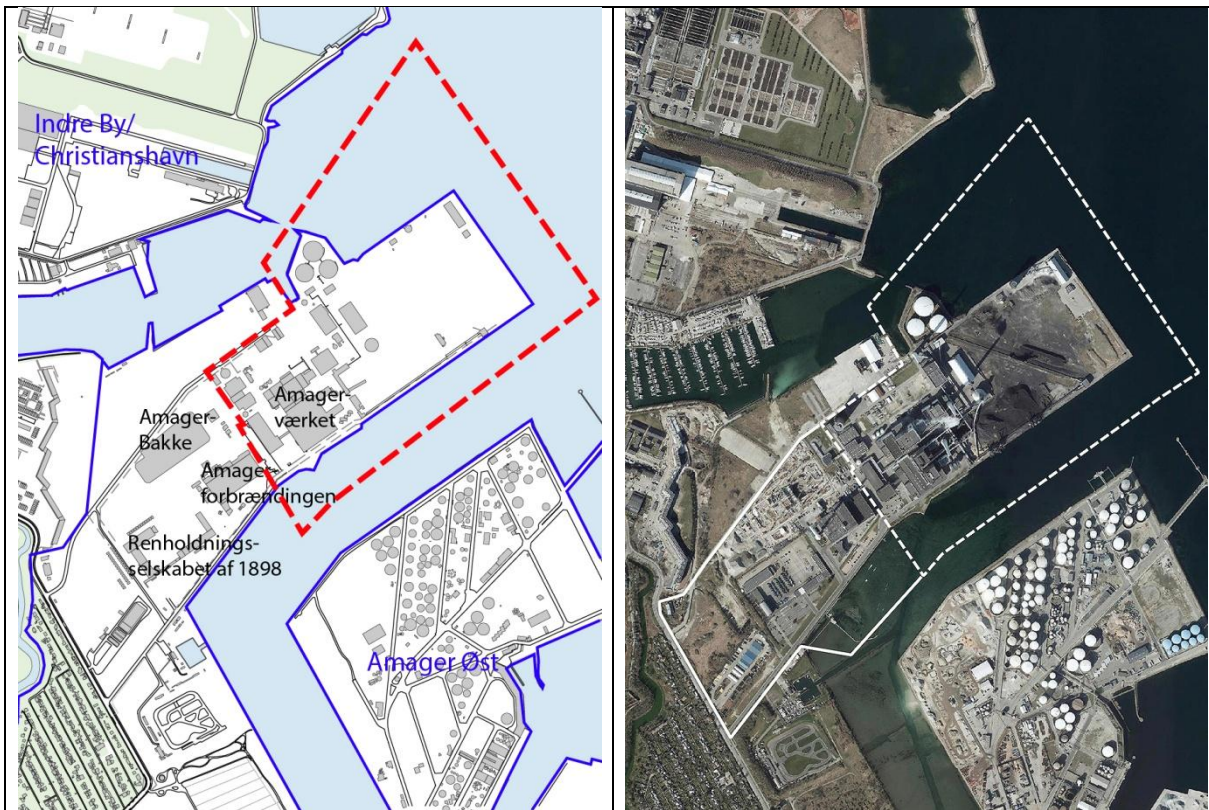 Indre By/
Christianshavn
Amager-
værket
Amager-
Bakke
Amager-
forbrændingen
Renholdnings-
selskabet af 1898
Amager Øst